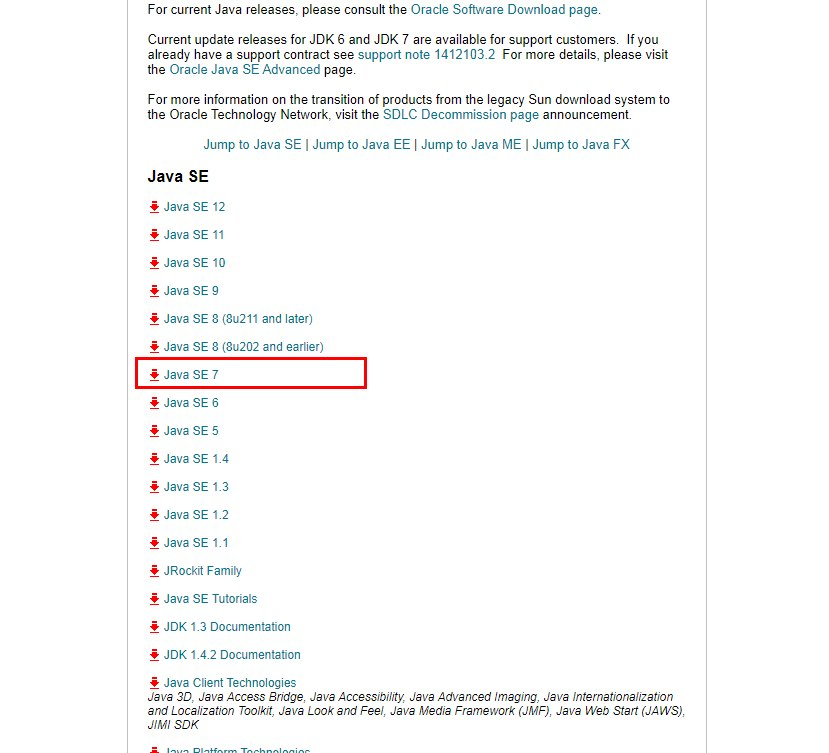 For current Java releases, please consult the Oracle Software Download page.
Current update releases for JDK 6 and JDK 7 are available for support customers.  If you
already have a support contract see support note 1412103.2  For more details, please visit
the Oracle Java SE Advanced page.
For more information on the transition of products from the legacy Sun download system to
the Oracle Technology Network, visit the SDLC Decommission page announcement.
Jump to Java SE | Jump to Java EE | Jump to Java ME | Jump to Java FX
Java SE
Java SE 12
Java SE 11
Java SE 10
Java SE 9
Java SE 8 (8u211 and later)
Java SE 8 (8u202 and earlier)
Java SE 7
Java SE 6
Java SE 5
Java SE 1.4
Java SE 1.3
Java SE 1.2
Java SE 1.1
JRockit Family
Java SE Tutorials
JDK 1.3 Documentation
JDK 1.4.2 Documentation
Java Client Technologies
Java 3D, Java Access Bridge, Java Accessibility, Java Advanced Imaging, Java Internationalization
and Localization Toolkit, Java Look and Feel, Java Media Framework (JMF), Java Web Start (JAWS),
JIMI SDK
Java Platform Technologies